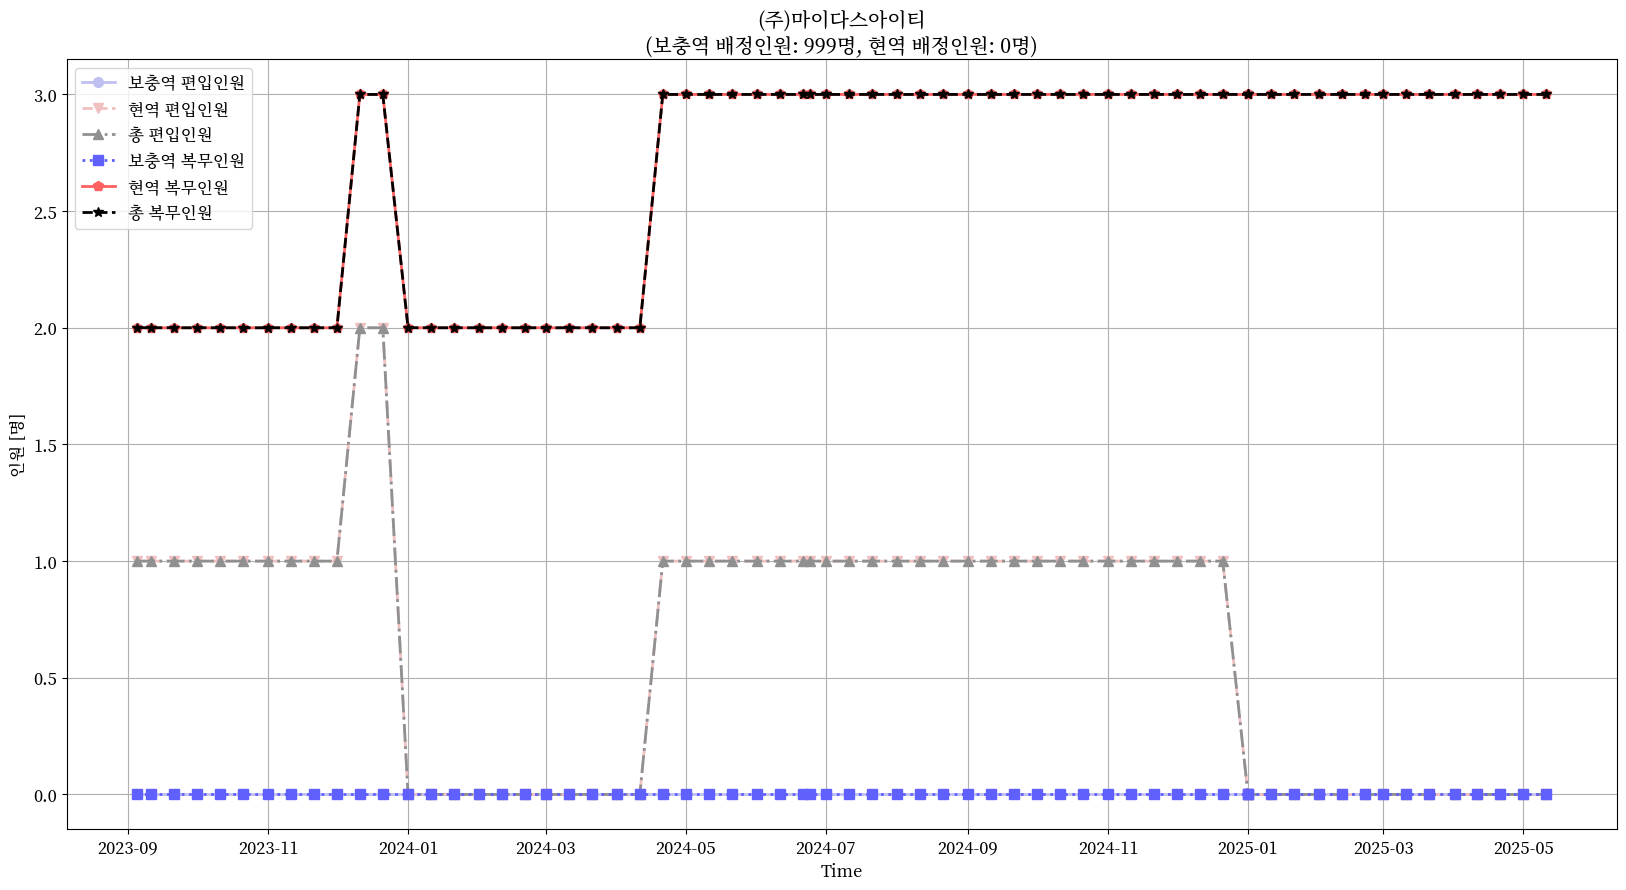 (주)마이다스아이티
(보충역 배정인원: 999명, 현역 배정인원: 0명)
보충역 편입인원
현역 편입인원
총 편입인원
보충역 복무인원
현역 복무인원
총 복무인원
인원 [명]
3.0
2.5
2.0
1.5
1.0
0.5
0.0
2023-09
2023-11
2024-01
2024-03
2024-05
2024-07
2024-09
2024-11
2025-01
2025-03
2025-05
Time